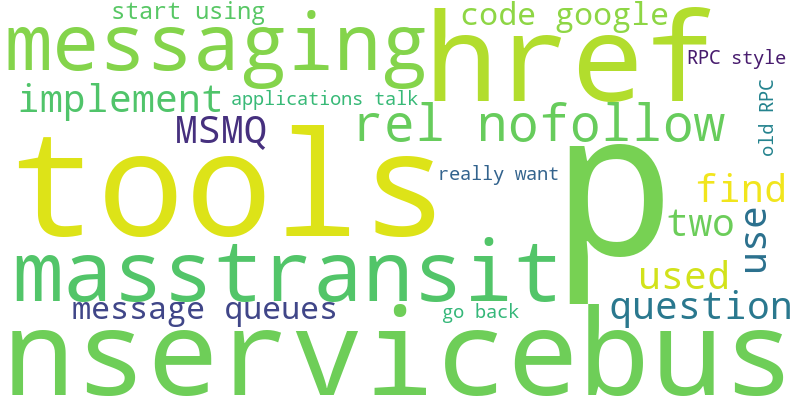 start using
code google
messaging
href
RPC style
implement
applications talk
old RPC
MSMQ
rel nofollow
tools
p
really want
find
two
use
masstransit
used
message queues
go back
question
nservicebus